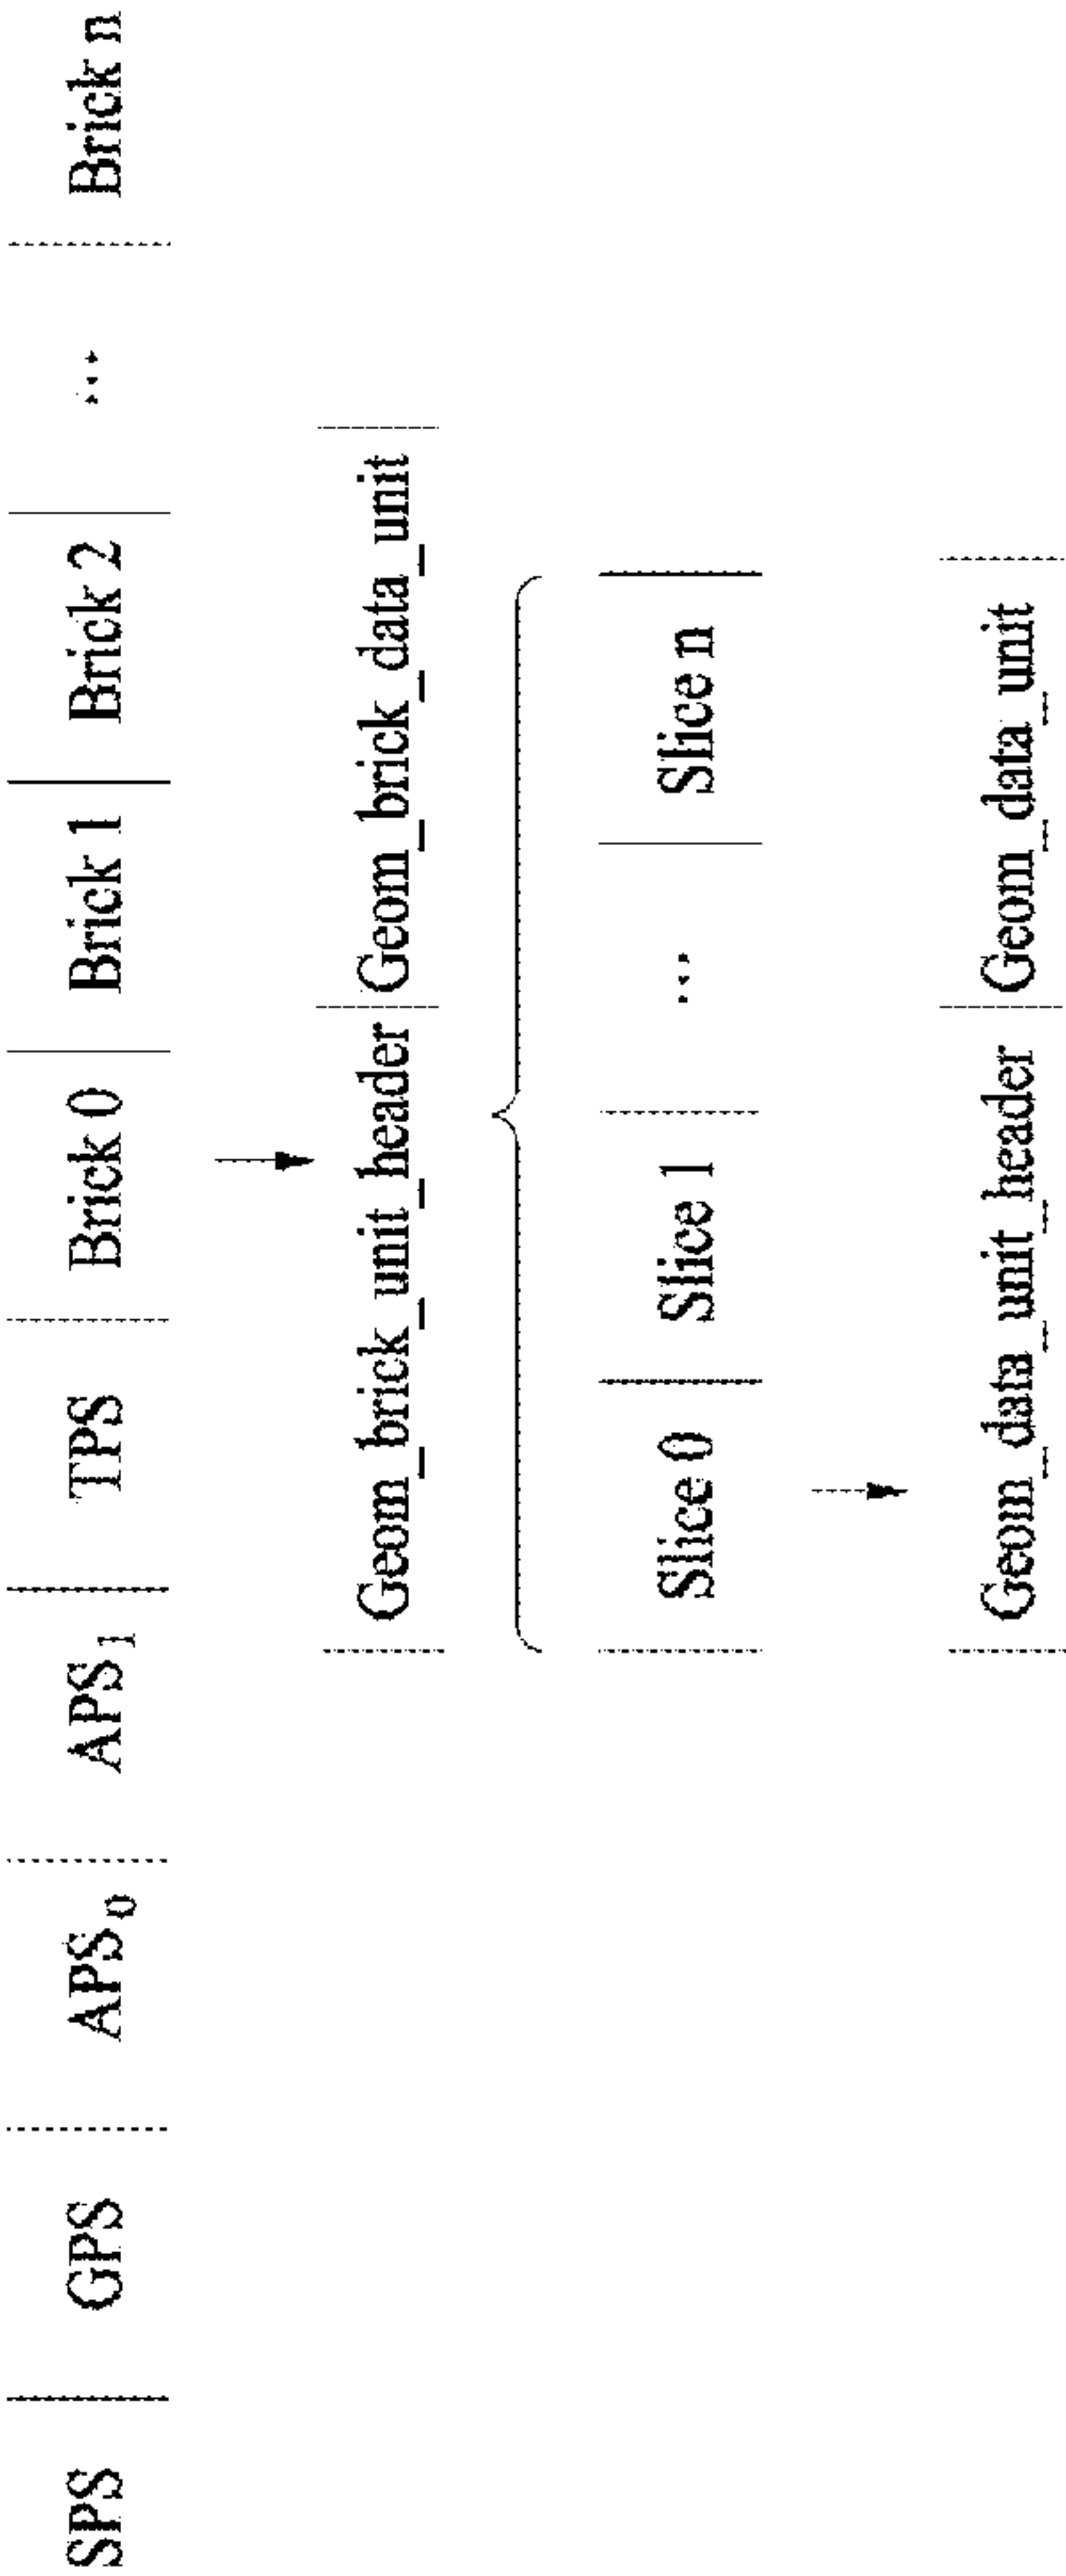 SPS GPS APS0 APS1 TPS Brick 0 Brick 1 Brick 2 ... Brick n
Geom_brick_unit_header Geom_brick_data_unit
Slice 0 Slice 1 ... Slice n
Geom_data_unit_header Geom_data_unit